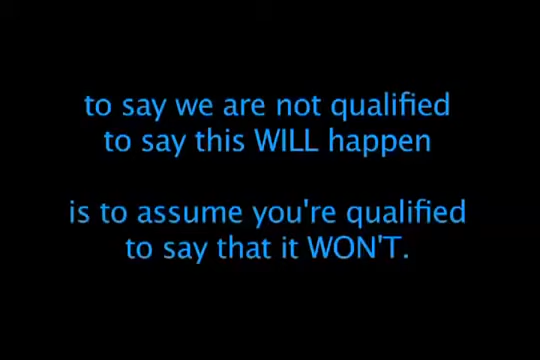 to say we are not qualified
to say this WILL happen
is to assume you're qualified
to say that it WON'T.